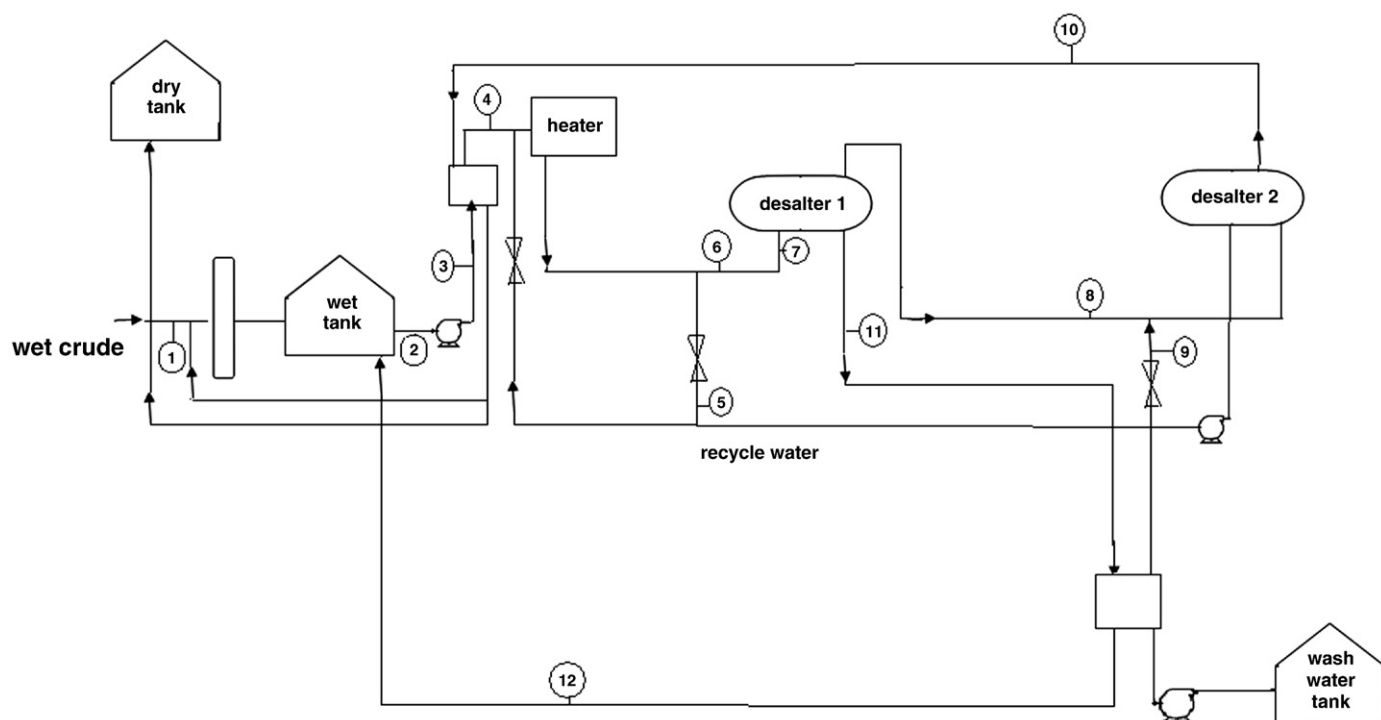 10
dry
tank
4
heater
desalter 1
desalter 2
3
6
7
wet
tank
8
wet crude
1
2
11
9
5
recycle water
12
wash
water
tank